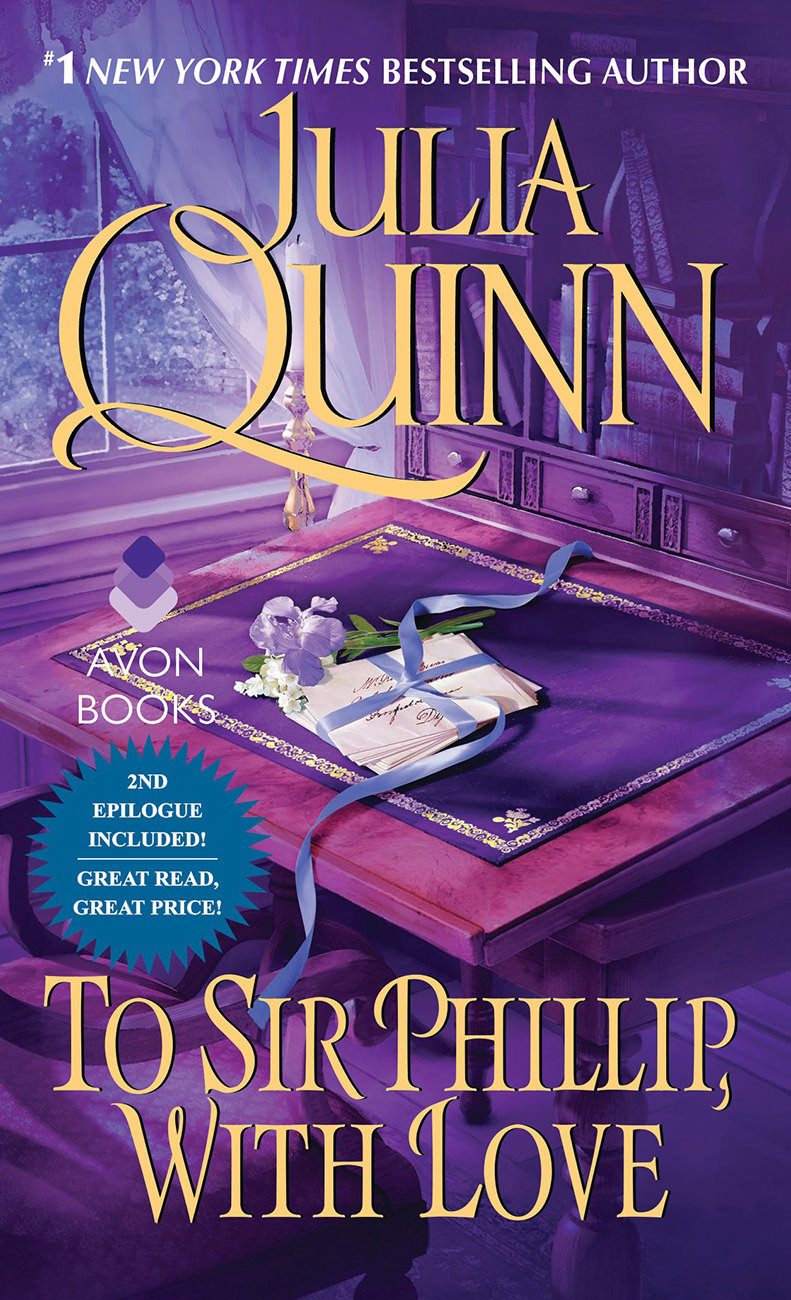 #1 NEW YORK TIMES BESTSELLING AUTHOR
JULIA
QUINN
AVON
BOOKS
2ND
EPILOGUE
INCLUDED!
GREAT READ,
GREAT PRICE!
TO SIR PHILLIP,
WITH LOVE